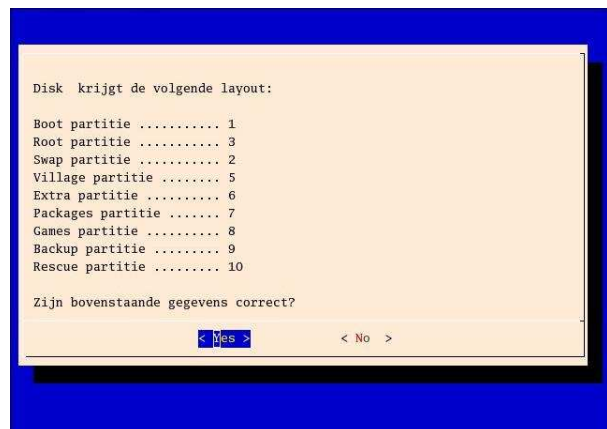 Disk  krijgt de volgende layout:
Boot partitie ........... 1
Root partitie ........... 3
Swap partitie ........... 2
Village partitie ........ 5
Extra partitie .......... 6
Packages partitie ....... 7
Games partitie .......... 8
Backup partitie ......... 9
Rescue partitie ......... 10
Zijn bovenstaande gegevens correct?
< Yes > < No  >